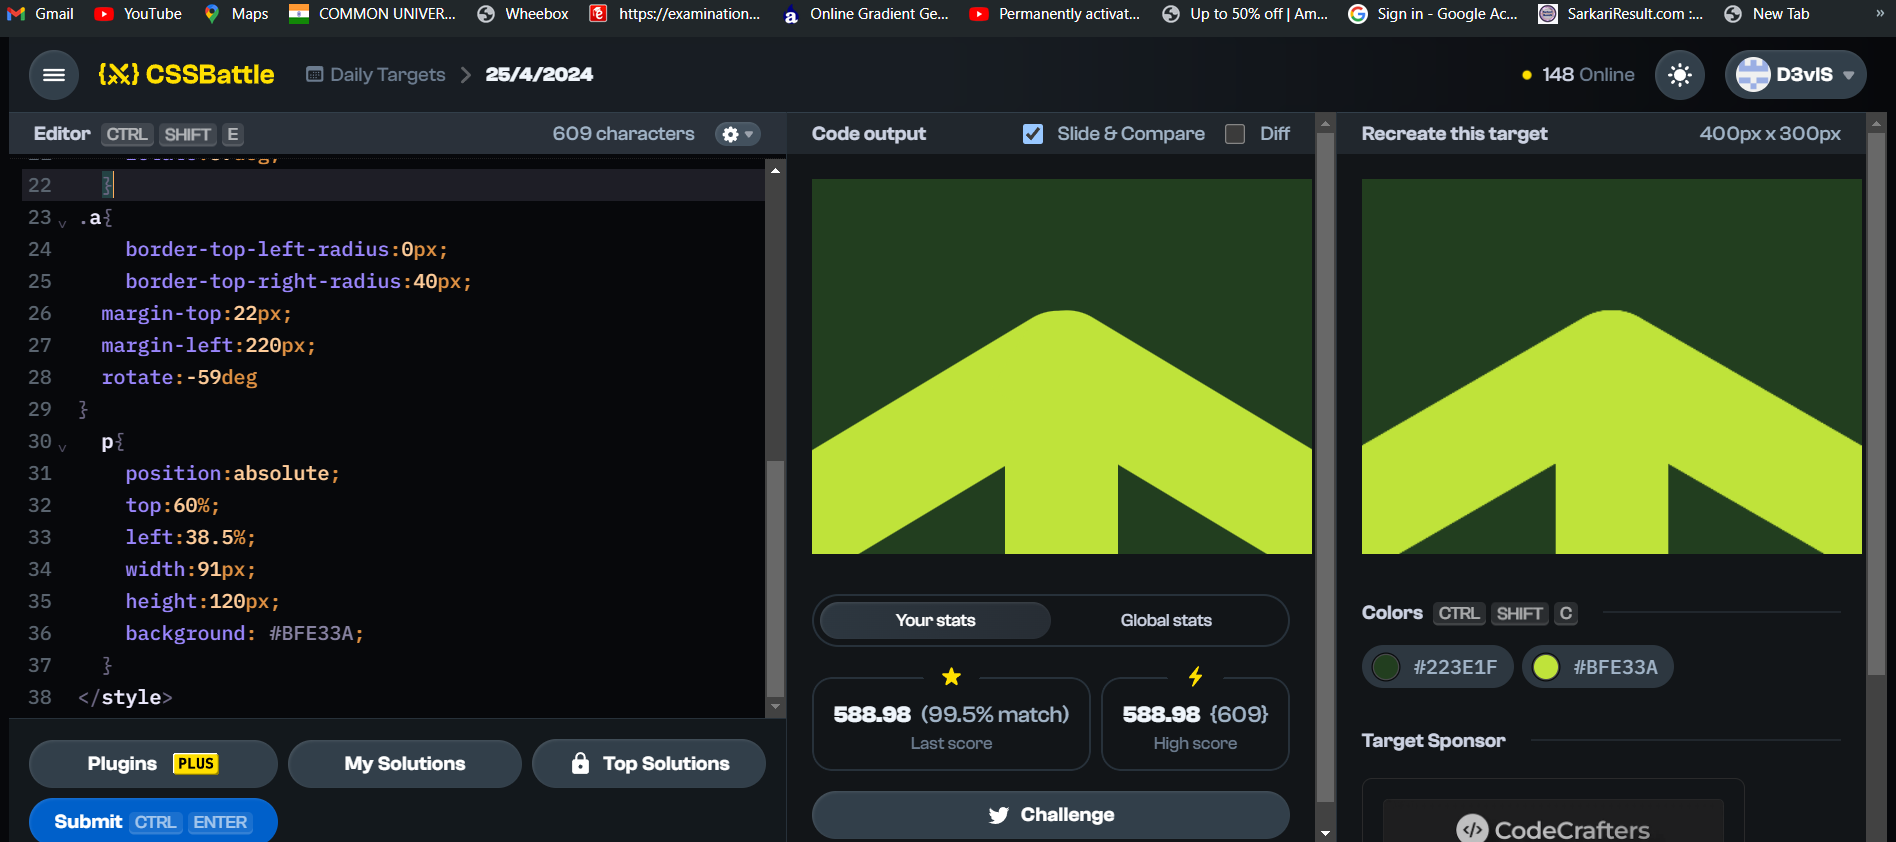 Gmail YouTube Maps COMMON UNIVER... Wheebox https://examination... Online Gradient Ge... Permanently activat... Up to 50% off | Am... Sign in - Google Ac... SarkariResult.com :... New Tab »
{X} CSSBattle Daily Targets > 25/4/2024 148 Online D3vlS
Editor CTRL SHIFT E 609 characters
22 }
23 .a{
24 border-top-left-radius:0px;
25 border-top-right-radius:40px;
26 margin-top:22px;
27 margin-left:220px;
28 rotate:-59deg
29 }
30 p{
31 position:absolute;
32 top:60%;
33 left:38.5%;
34 width:91px;
35 height:120px;
36 background: #BFE33A;
37 }
38 </style>
Plugins PLUS My Solutions Top Solutions
Submit CTRL ENTER
Code output Slide & Compare Diff
Your stats Global stats
588.98 (99.5% match)
Last score
588.98 {609}
High score
Challenge
Recreate this target 400px x 300px
Colors CTRL SHIFT C
#223E1F #BFE33A
Target Sponsor
</> CodeCrafters